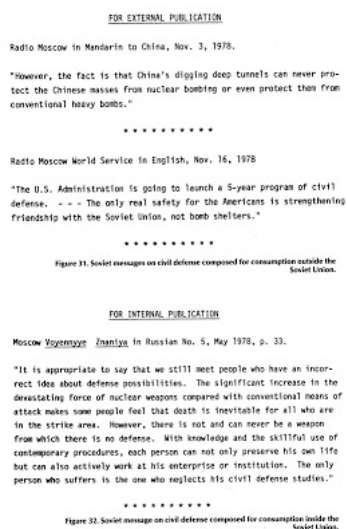 FOR EXTERNAL PUBLICATION
Radio Moscow in Mandarin to China, Nov. 3, 1978.
"However, the fact is that China's digging deep tunnels can never pro-
tect the Chinese masses from nuclear bombing or even protect them from
conventional heavy bombs."
* * * * * * * * * *
Radio Moscow World Service in English, Nov. 16, 1978
"The U.S. Administration is going to launch a 5-year program of civil
defense. - - - The only real safety for the Americans is strengthening
friendship with the Soviet Union, not bomb shelters."
* * * * * * * * * *
Figure 31. Soviet messages on civil defense composed for consumption outside the
Soviet Union.
FOR INTERNAL PUBLICATION
Moscow Voyennyye Znaniya in Russian No. 5, May 1978, p. 33.
"It is appropriate to say that we still meet people who have an incor-
rect idea about defense possibilities. The significant increase in the
devastating force of nuclear weapons compared with conventional means of
attack makes some people feel that death is inevitable for all who are
in the strike area. However, there is not and can never be a weapon
from which there is no defense. With knowledge and the skillful use of
contemporary procedures, each person can not only preserve his own life
but can also actively work at his enterprise or institution. The only
person who suffers is the one who neglects his civil defense studies."
* * * * * * * * * *
Figure 32. Soviet message on civil defense composed for consumption inside the
Soviet Union.